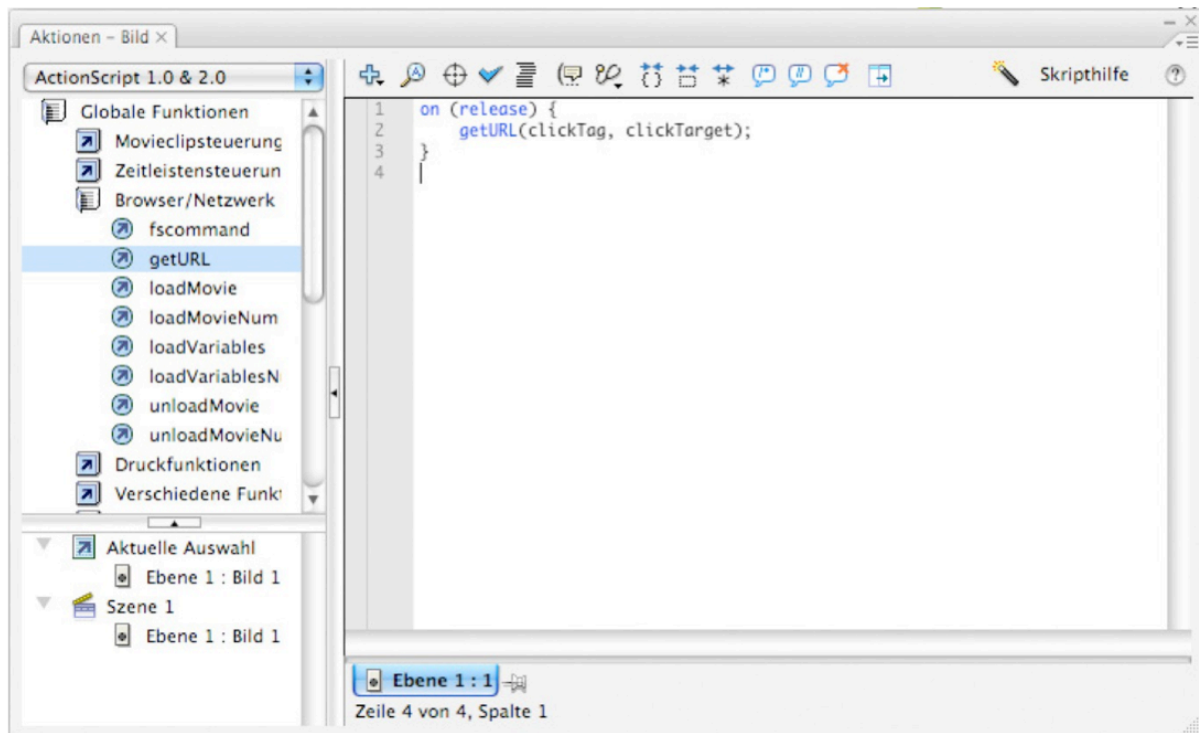 Aktionen – Bild ×
ActionScript 1.0 & 2.0
Globale Funktionen
Movieclipsteuerung
Zeitleistensteuerun
Browser/Netzwerk
fscommand
getURL
loadMovie
loadMovieNum
loadVariables
loadVariablesN
unloadMovie
unloadMovieNu
Druckfunktionen
Verschiedene Funkt
Aktuelle Auswahl
Ebene 1 : Bild 1
Szene 1
Ebene 1 : Bild 1
Skripthilfe
1 on (release) {
2 getURL(clickTag, clickTarget);
3 }
4
Ebene 1 : 1
Zeile 4 von 4, Spalte 1